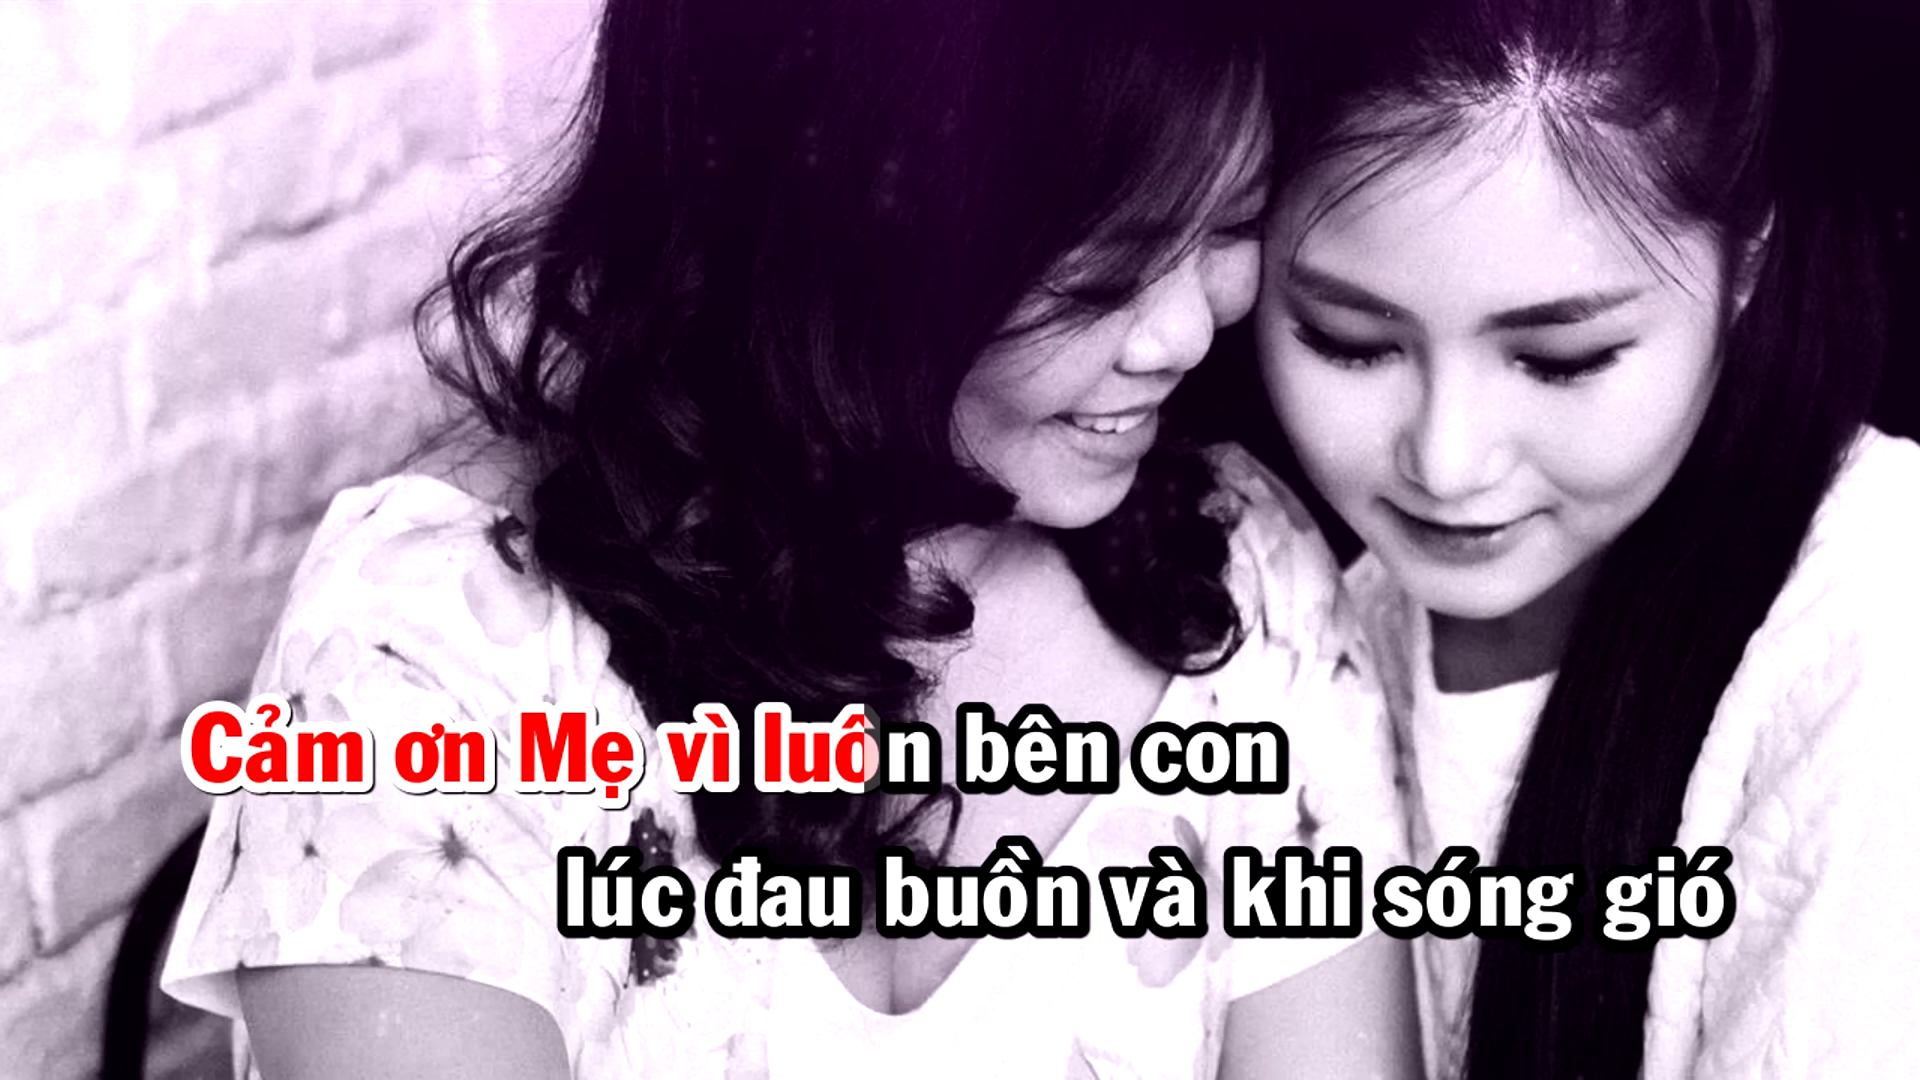 Cảm ơn Mẹ vì luôn bên con
lúc đau buồn và khi sóng gió